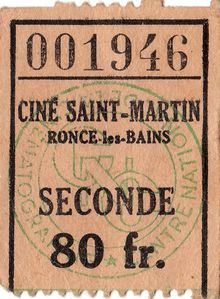 001946
CINÉ SAINT-MARTIN
RONCE-les-BAINS
SECONDE
80 fr.